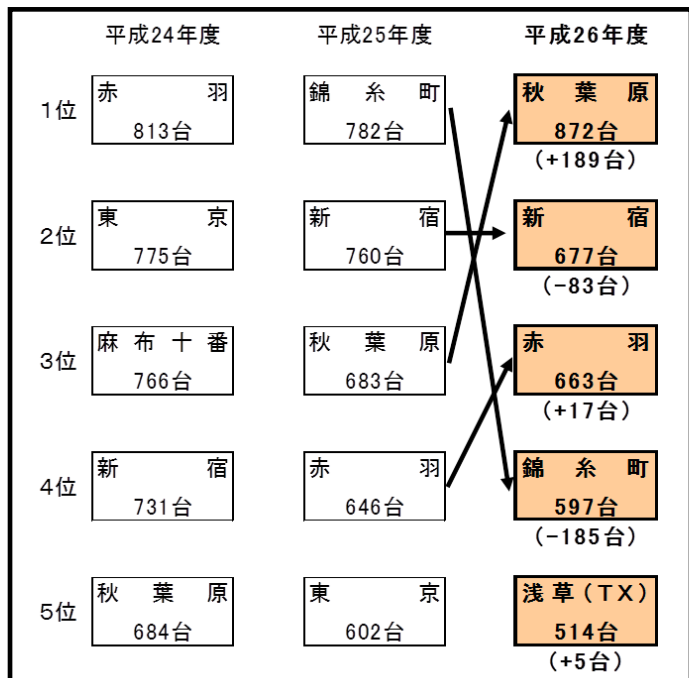 平成24年度 平成25年度 平成26年度
1位 赤羽 錦糸町 秋葉原
813台 782台 872台
(+189台)
2位 東京 新宿 新宿
775台 760台 677台
(-83台)
3位 麻布十番 秋葉原 赤羽
766台 683台 663台
(+17台)
4位 新宿 赤羽 錦糸町
731台 646台 597台
(-185台)
5位 秋葉原 東京 浅草(TX)
684台 602台 514台
(+5台)